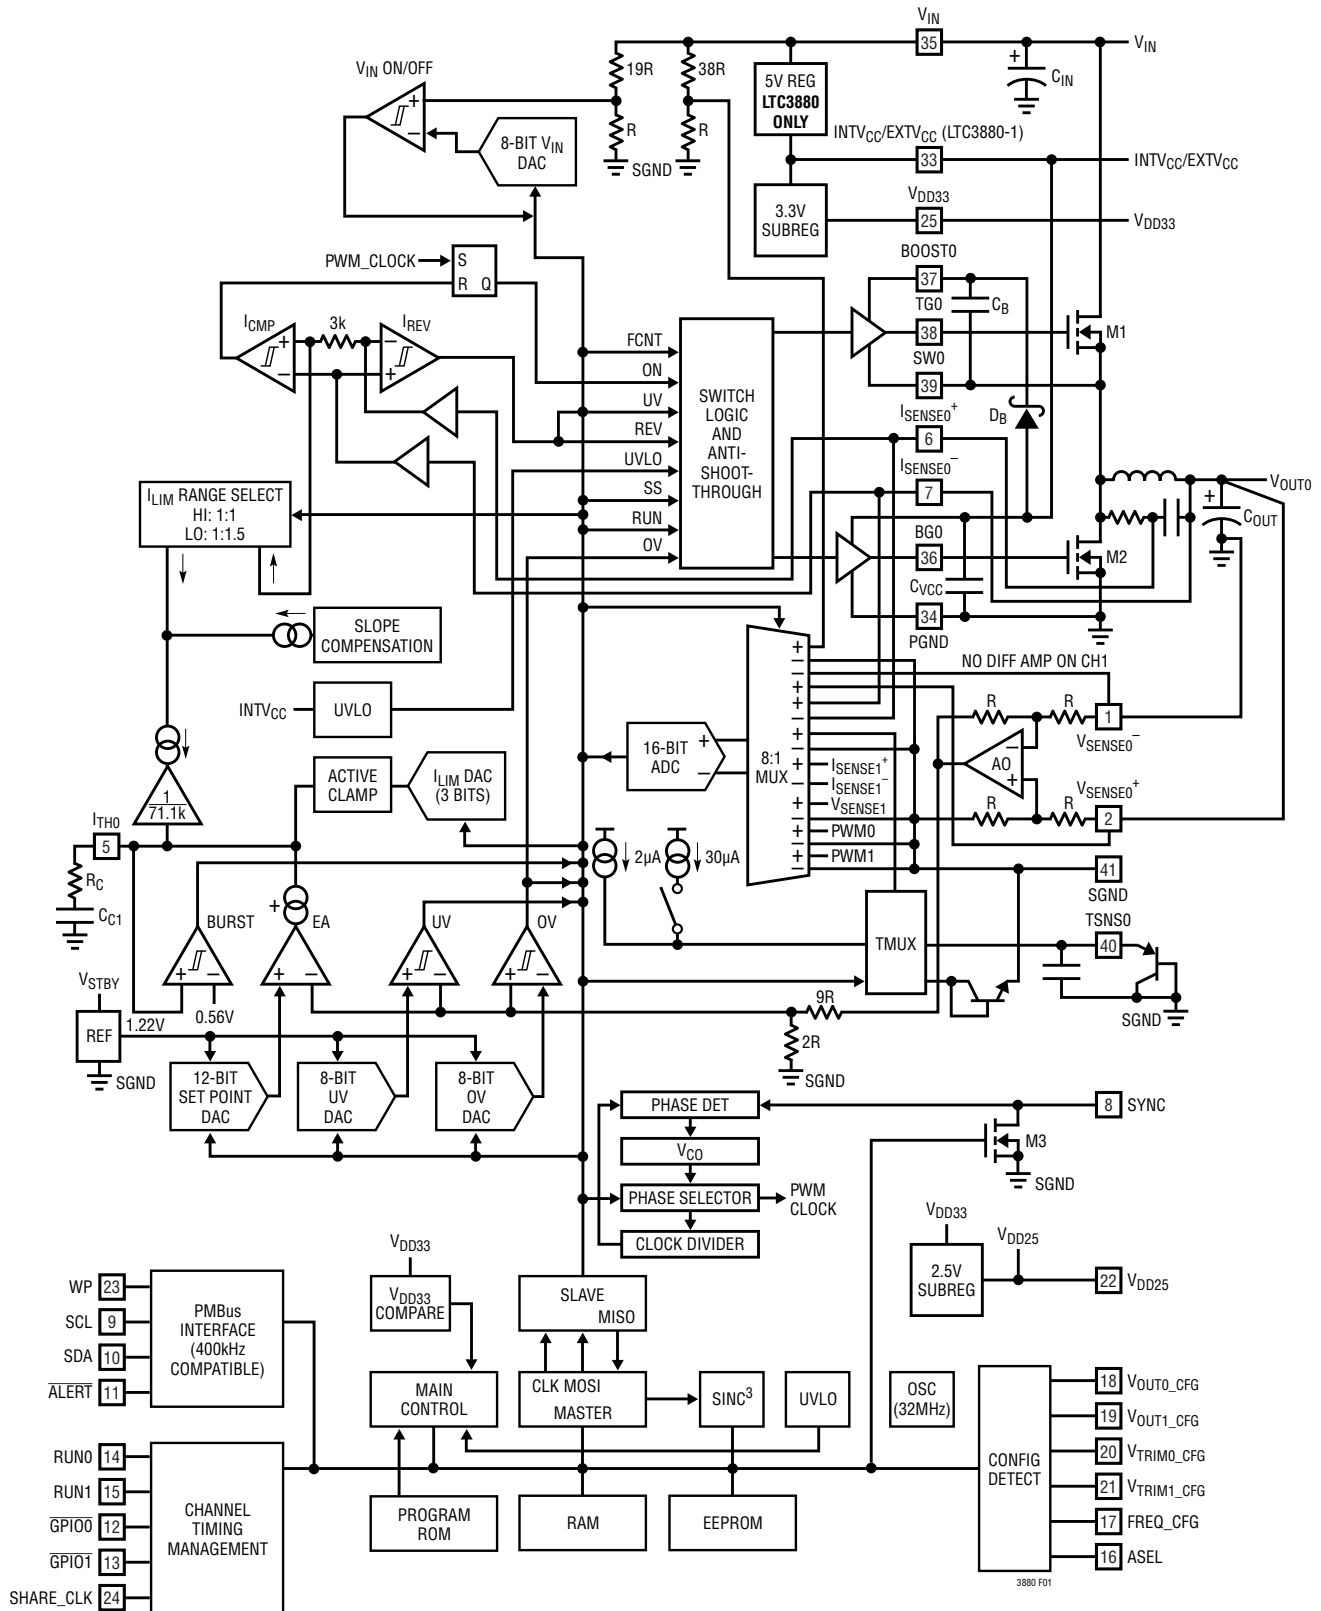 VIN
35
VIN
19R
38R
+
CIN
VIN ON/OFF
5V REG
LTC3880
ONLY
+
−
R
R
8-BIT VIN
DAC
SGND
INTVCC/EXTVCC (LTC3880-1)
33
INTVCC/EXTVCC
3.3V
SUBREG
VDD33
25
VDD33
PWM_CLOCK
S
R Q
BOOST0
37
TG0
CB
38
M1
SW0
39
ICMP
3k
IREV
+
−
−
+
FCNT
ON
UV
REV
UVLO
SS
RUN
OV
SWITCH
LOGIC
AND
ANTI-
SHOOT-
THROUGH
DB
ISENSE0+
6
ISENSE0−
7
VOUT0
+
COUT
ILIM RANGE SELECT
HI: 1:1
LO: 1:1.5
BG0
36
M2
CVCC
34
PGND
SLOPE
COMPENSATION
NO DIFF AMP ON CH1
INTVCC
UVLO
+
−
−
+
+
−
+
−
+
−
+
−
+
−
+
−
8:1
MUX
16-BIT
ADC
+
−
R
R
1
VSENSE0−
−
AO
+
VSENSE0+
R
R
2
ISENSE1+
ISENSE1−
VSENSE1
PWM0
PWM1
ACTIVE
CLAMP
ILIM DAC
(3 BITS)
1
71.1k
ITH0
5
2µA
30µA
41
SGND
RC
CC1
BURST
+
EA
UV
OV
+ −
+ −
+ −
+ −
TMUX
TSNS0
40
SGND
VSTBY
REF
1.22V
0.56V
SGND
9R
2R
SGND
12-BIT
SET POINT
DAC
8-BIT
UV
DAC
8-BIT
OV
DAC
PHASE DET
8
SYNC
VCO
M3
SGND
PHASE SELECTOR
PWM
CLOCK
CLOCK DIVIDER
VDD33
VDD25
2.5V
SUBREG
22
VDD25
VDD33
VDD33
COMPARE
SLAVE
MISO
WP 23
SCL 9
SDA 10
ALERT 11
PMBus
INTERFACE
(400kHz
COMPATIBLE)
MAIN
CONTROL
CLK MOSI
MASTER
SINC3
UVLO
OSC
(32MHz)
CONFIG
DETECT
18 VOUT0_CFG
19 VOUT1_CFG
20 VTRIM0_CFG
21 VTRIM1_CFG
17 FREQ_CFG
16 ASEL
RUN0 14
RUN1 15
GPIO0 12
GPIO1 13
SHARE_CLK 24
CHANNEL
TIMING
MANAGEMENT
PROGRAM
ROM
RAM
EEPROM
3880 F01